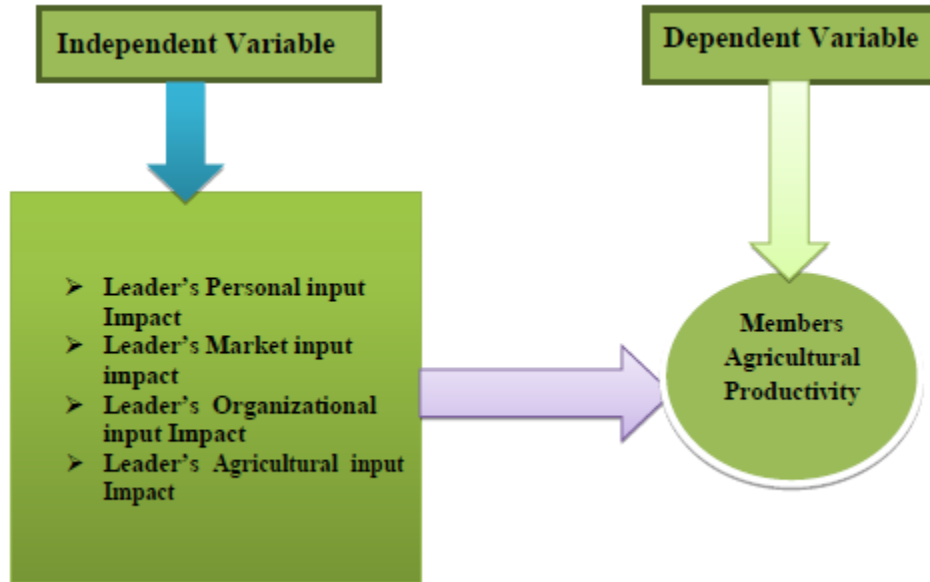 Independent Variable
Dependent Variable
➢ Leader's Personal input
Impact
➢ Leader's Market input
impact
➢ Leader's Organizational
input Impact
➢ Leader's Agricultural input
Impact
Members
Agricultural
Productivity